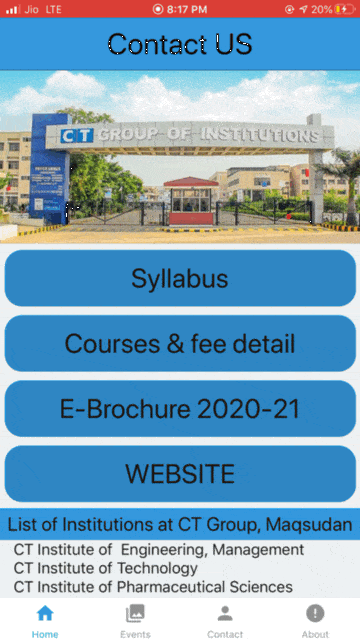 Jio LTE 8:17 PM 20%
Contact US
CT GROUP OF INSTITUTIONS
Syllabus
Courses & fee detail
E-Brochure 2020-21
WEBSITE
List of Institutions at CT Group, Maqsudan
CT Institute of Engineering, Management
CT Institute of Technology
CT Institute of Pharmaceutical Sciences
Home Events Contact About